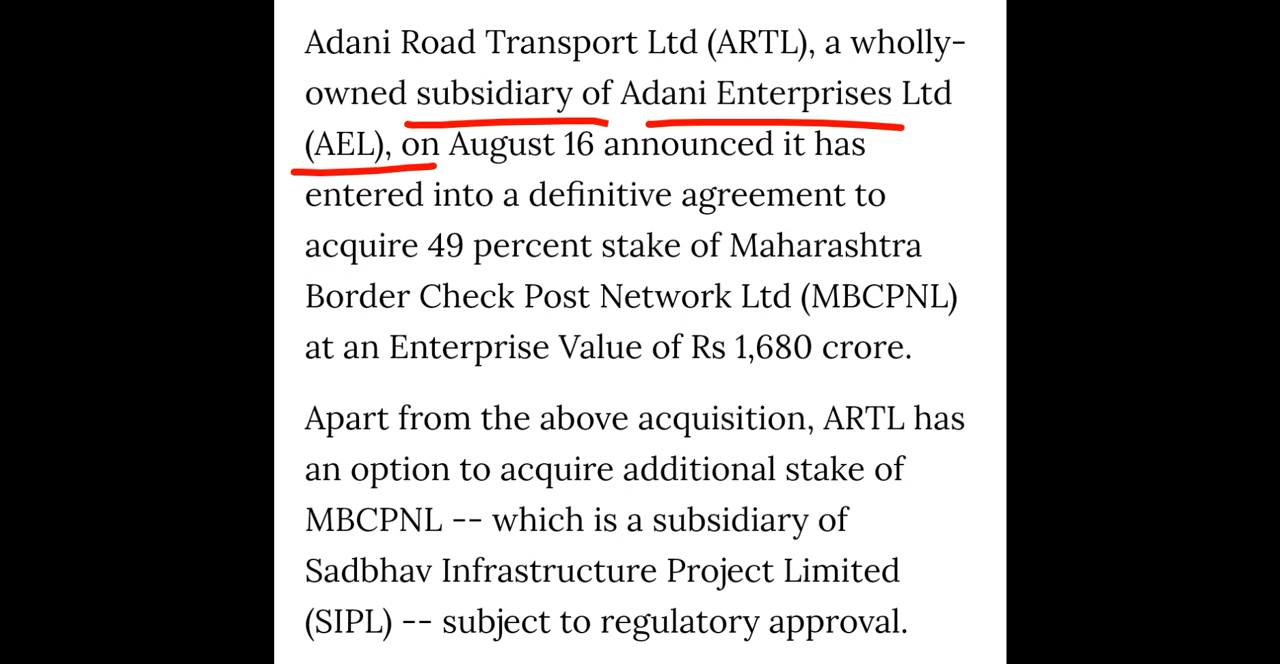 Adani Road Transport Ltd (ARTL), a wholly-
owned subsidiary of Adani Enterprises Ltd
(AEL), on August 16 announced it has
entered into a definitive agreement to
acquire 49 percent stake of Maharashtra
Border Check Post Network Ltd (MBCPNL)
at an Enterprise Value of Rs 1,680 crore.
Apart from the above acquisition, ARTL has
an option to acquire additional stake of
MBCPNL -- which is a subsidiary of
Sadbhav Infrastructure Project Limited
(SIPL) -- subject to regulatory approval.